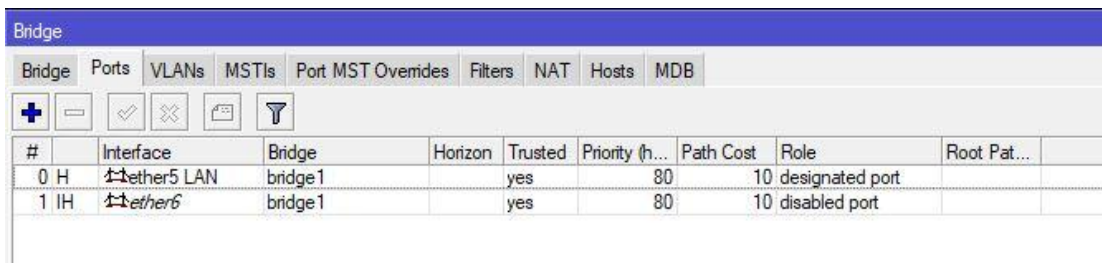 Bridge
Bridge Ports VLANs MSTIs Port MST Overrides Filters NAT Hosts MDB
# Interface Bridge Horizon Trusted Priority (h... Path Cost Role Root Pat...
0 H ether5 LAN bridge1 yes 80 10 designated port
1 IH ether6 bridge1 yes 80 10 disabled port